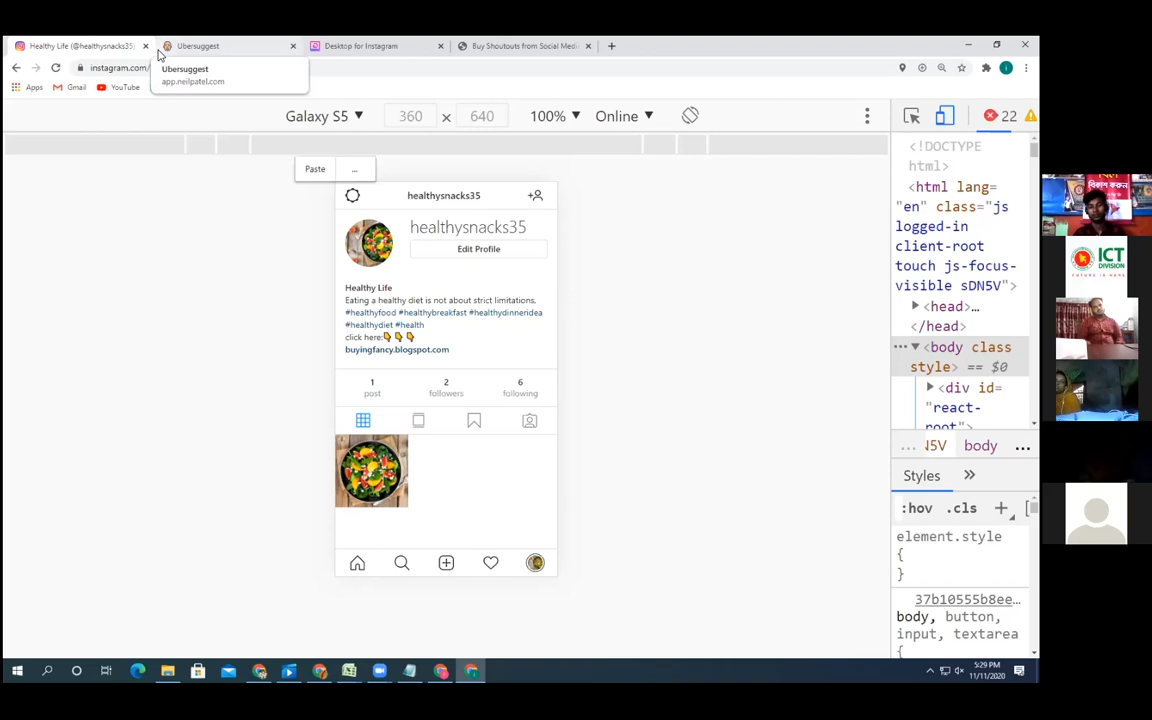 Healthy Life (@healthysnacks35)
Ubersuggest
Desktop for Instagram
Buy Shoutouts from Social Medi
instagram.com/
Ubersuggest
app.neilpatel.com
Apps
Gmail
YouTube
Galaxy S5 ▼
360
×
640
100% ▼
Online ▼
22
Paste
...
healthysnacks35
healthysnacks35
Edit Profile
Healthy Life
Eating a healthy diet is not about strict limitations.
#healthyfood #healthybreakfast #healthydinneridea
#healthydiet #health
click here:👇👇👇
buyingfancy.blogspot.com
1
post
2
followers
6
following
<!DOCTYPE
html>
<html lang=
"en" class="js
logged-in
client-root
touch js-focus-
visible sDN5V">
<head>…
</head>
<body class
style> == $0
<div id=
"react-
root">
... N5V
body
...
Styles
»
:hov
.cls
+
element.style
{
}
37b10555b8ee…
body, button,
input, textarea
{
বিকাশ করুন
ICT
DIVISION
FUTURE IS HERE
5:29 PM
11/11/2020